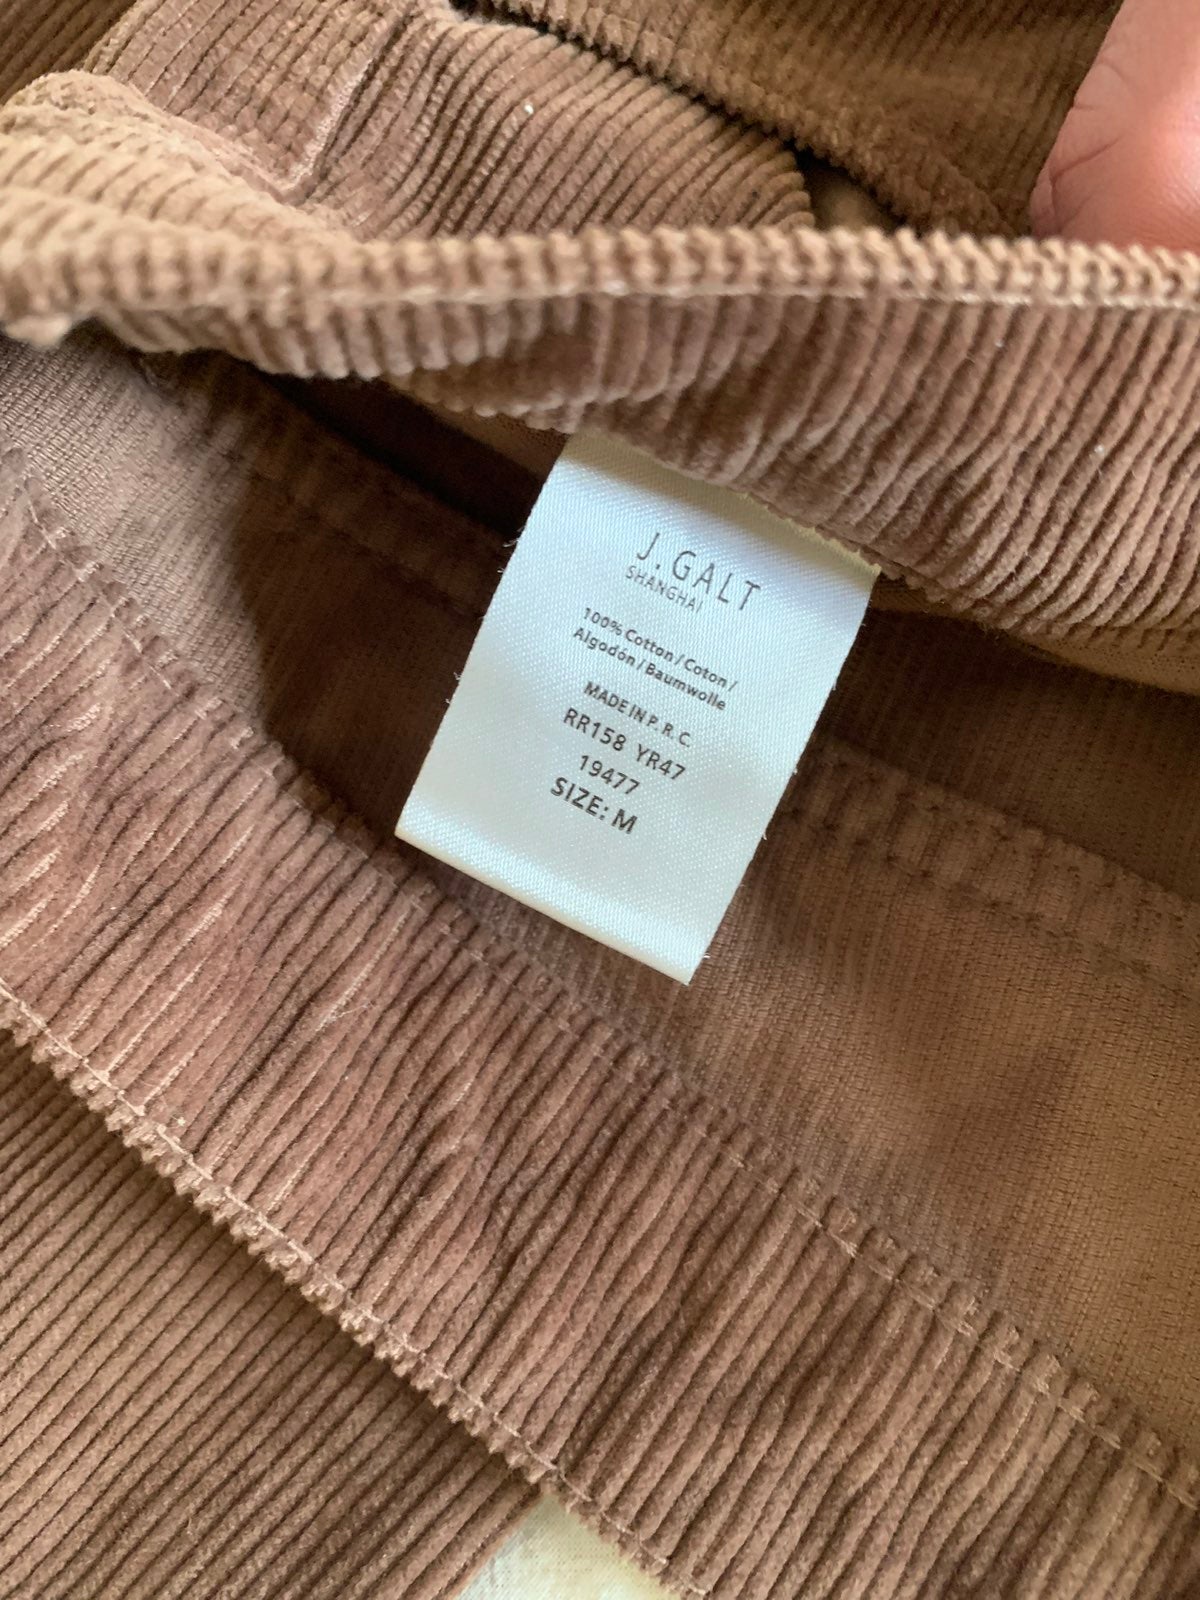 J.GALT
SHANGHAI
100% Cotton / Coton /
Algodón / Baumwolle
MADE IN P. R. C.
RR158 YR47
19477
SIZE: M